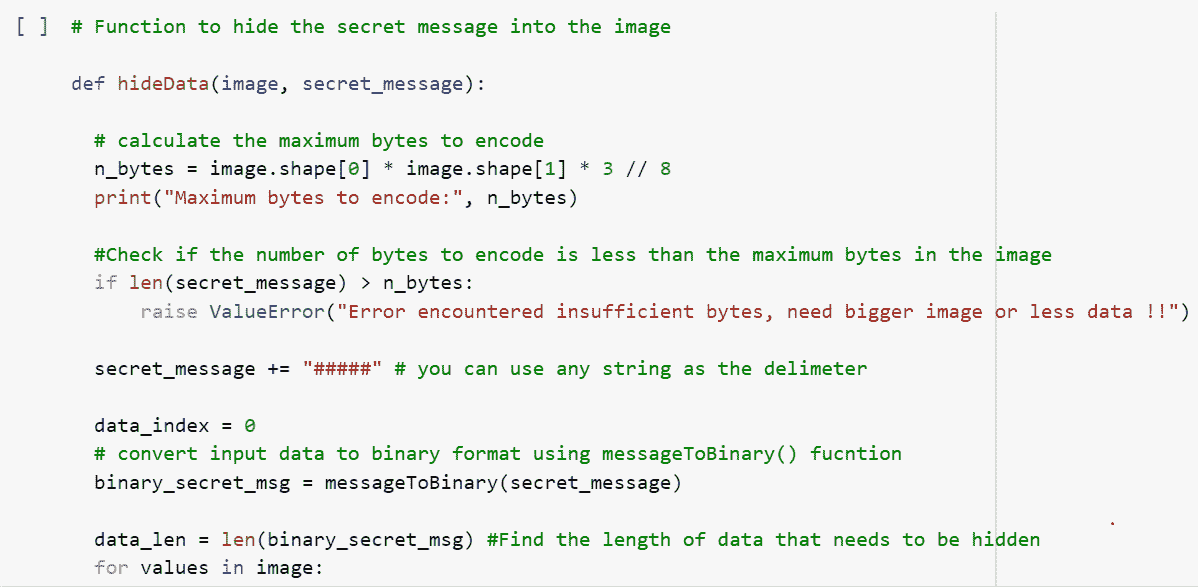 [ ] # Function to hide the secret message into the image
def hideData(image, secret_message):
# calculate the maximum bytes to encode
n_bytes = image.shape[0] * image.shape[1] * 3 // 8
print("Maximum bytes to encode:", n_bytes)
#Check if the number of bytes to encode is less than the maximum bytes in the image
if len(secret_message) > n_bytes:
raise ValueError("Error encountered insufficient bytes, need bigger image or less data !!")
secret_message += "#####" # you can use any string as the delimeter
data_index = 0
# convert input data to binary format using messageToBinary() fucntion
binary_secret_msg = messageToBinary(secret_message)
data_len = len(binary_secret_msg) #Find the length of data that needs to be hidden
for values in image: